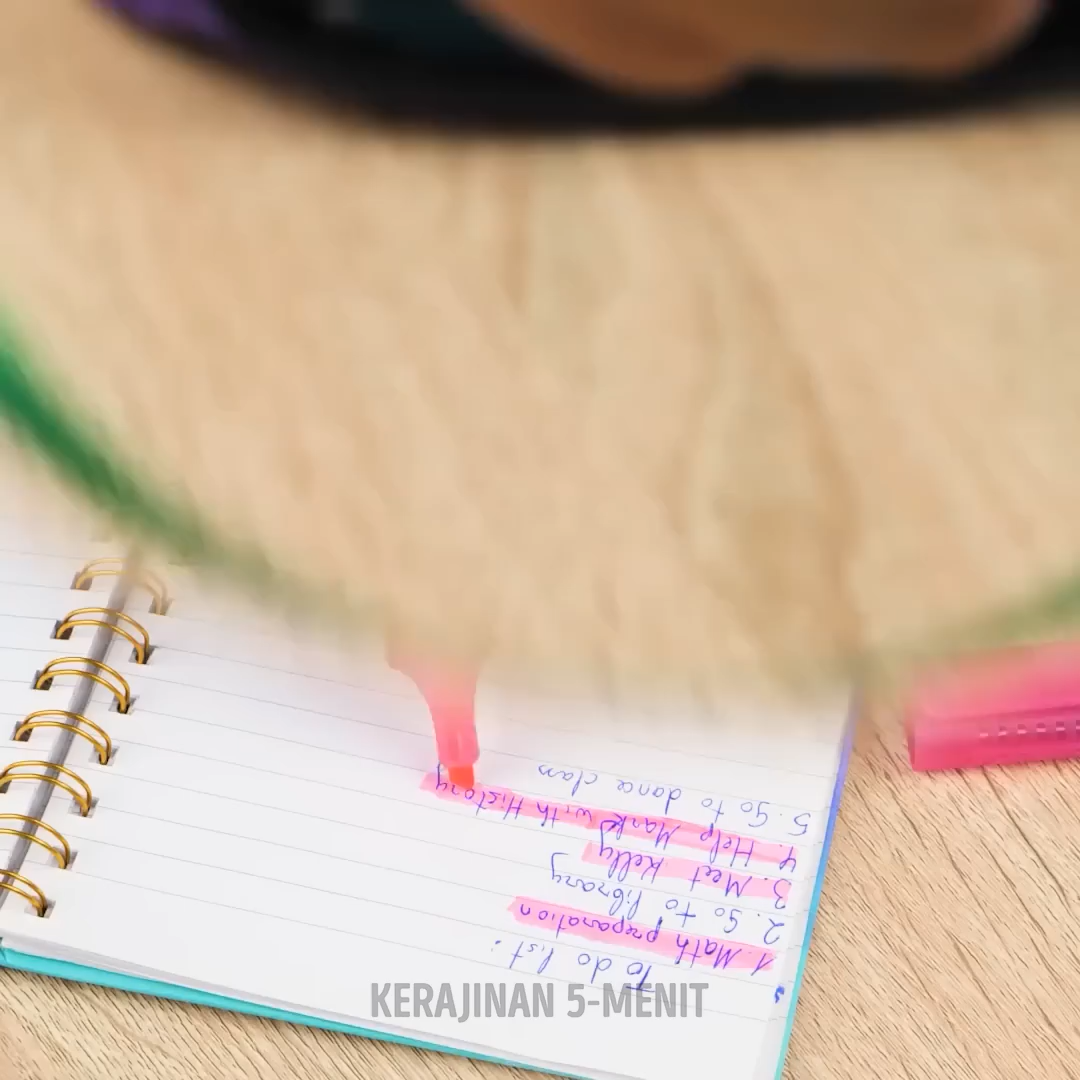 To do list:
1. Math preparation
2. Go to library
3. Meet Kelly
4. Help Mark with History
5. Go to dance class
KERAJINAN 5-MENIT